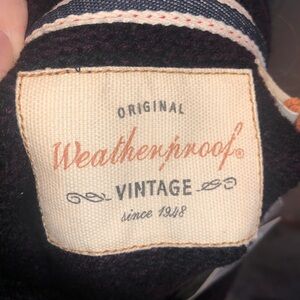 ORIGINAL
Weatherproof®
VINTAGE
since 1948